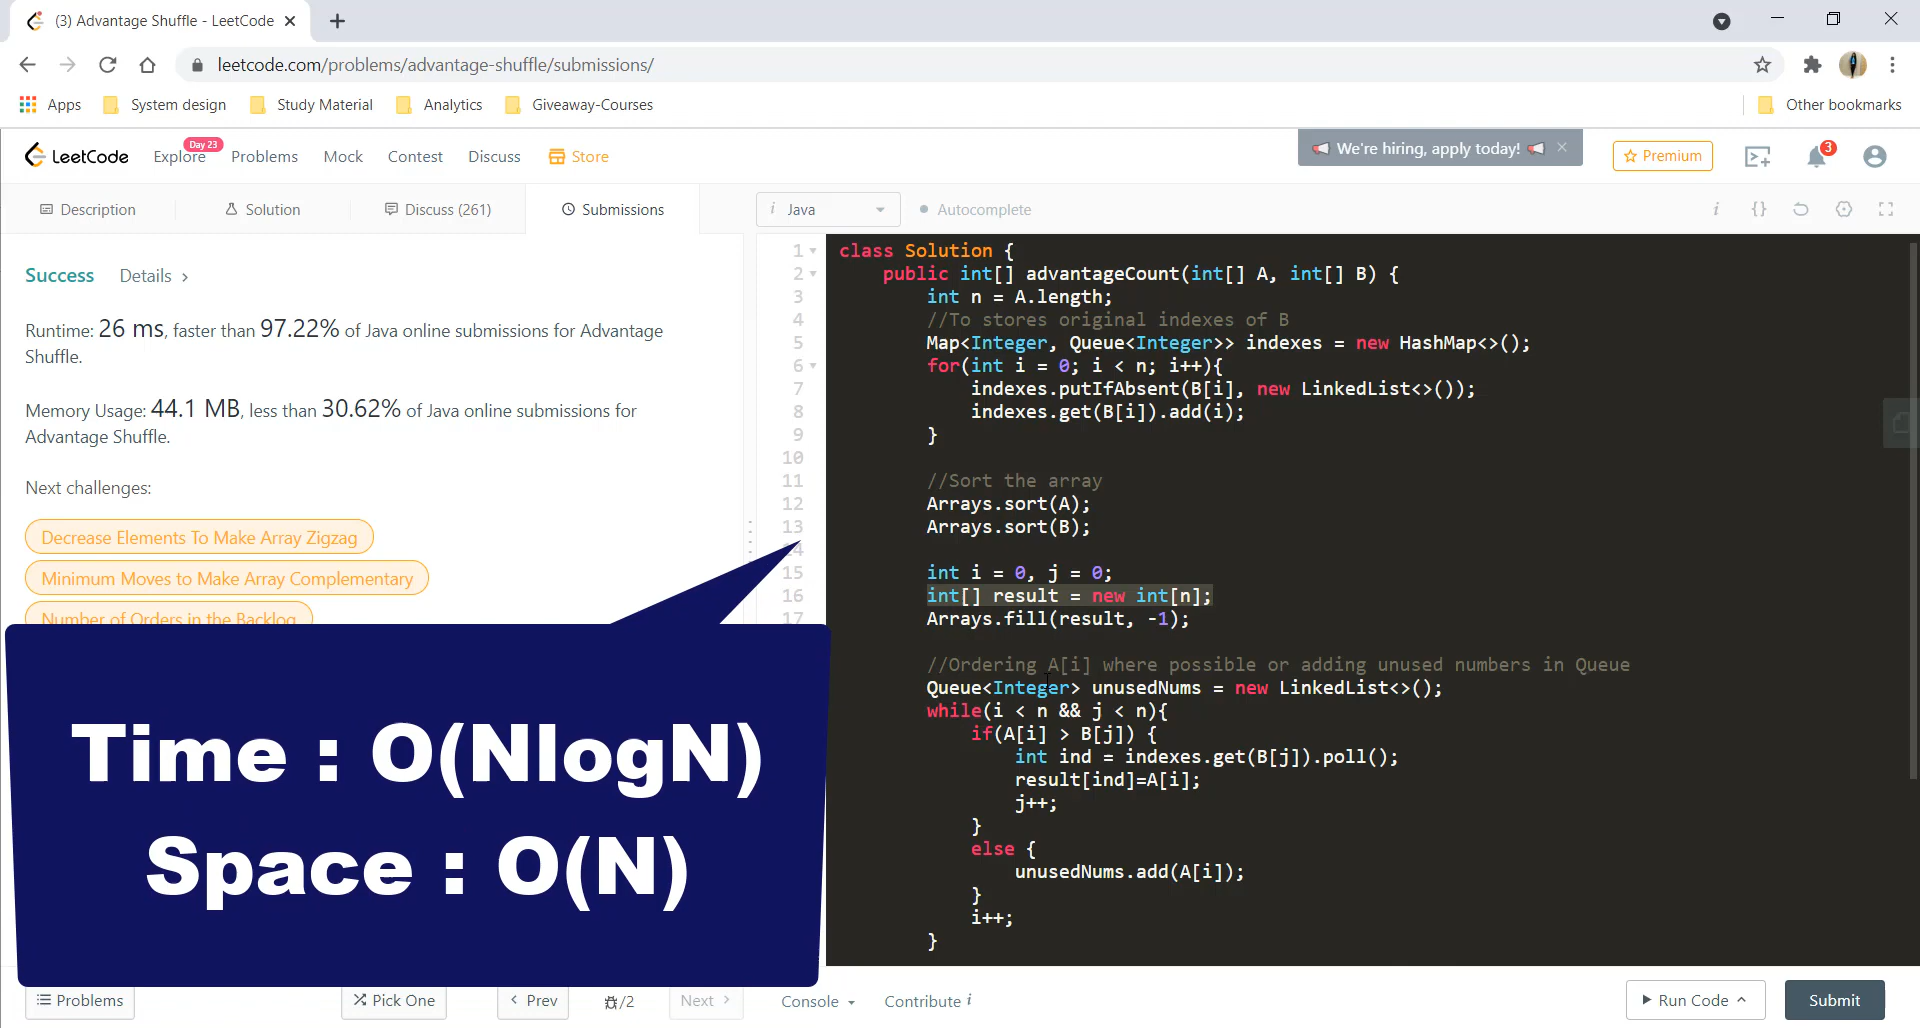 (3) Advantage Shuffle - LeetCode
leetcode.com/problems/advantage-shuffle/submissions/
Apps System design Study Material Analytics Giveaway-Courses Other bookmarks
LeetCode Explore Day 23 Problems Mock Contest Discuss Store
We're hiring, apply today!
Premium
3
Description Solution Discuss (261) Submissions
i Java Autocomplete
Success Details >
Runtime: 26 ms, faster than 97.22% of Java online submissions for Advantage
Shuffle.
Memory Usage: 44.1 MB, less than 30.62% of Java online submissions for
Advantage Shuffle.
Next challenges:
Decrease Elements To Make Array Zigzag
Minimum Moves to Make Array Complementary
Number of Orders in the Backlog
Time : O(NlogN)
Space : O(N)
1 class Solution {
2 public int[] advantageCount(int[] A, int[] B) {
3 int n = A.length;
4 //To stores original indexes of B
5 Map<Integer, Queue<Integer>> indexes = new HashMap<>();
6 for(int i = 0; i < n; i++){
7 indexes.putIfAbsent(B[i], new LinkedList<>());
8 indexes.get(B[i]).add(i);
9 }
10
11 //Sort the array
12 Arrays.sort(A);
13 Arrays.sort(B);
14
15 int i = 0, j = 0;
16 int[] result = new int[n];
17 Arrays.fill(result, -1);
//Ordering A[i] where possible or adding unused numbers in Queue
Queue<Integer> unusedNums = new LinkedList<>();
while(i < n && j < n){
if(A[i] > B[j]) {
int ind = indexes.get(B[j]).poll();
result[ind]=A[i];
j++;
}
else {
unusedNums.add(A[i]);
}
i++;
}
Problems Pick One < Prev /2 Next > Console Contribute i Run Code Submit